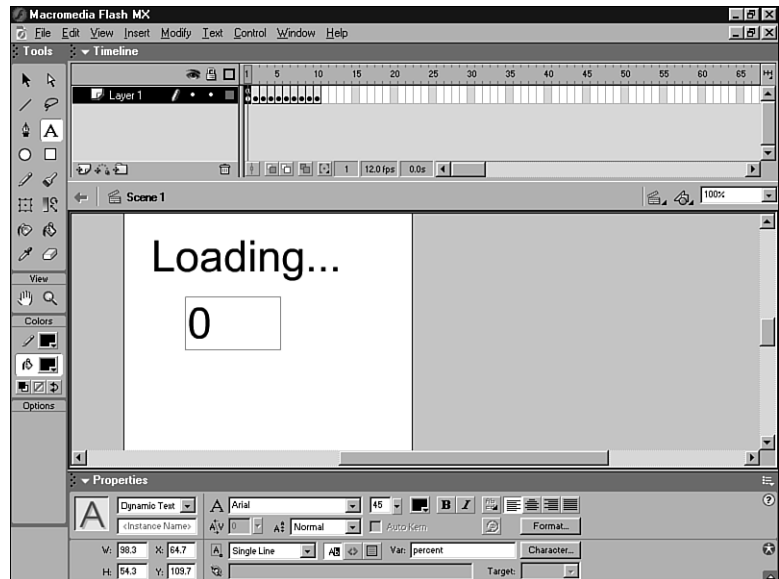 Macromedia Flash MX
File Edit View Insert Modify Text Control Window Help
Tools
Timeline
1 5 10 15 20 25 30 35 40 45 50 55 60 65
Layer 1
A
1 12.0 fps 0.0s
Scene 1
100%
Loading...
0
View
Colors
Options
Properties
A Dynamic Text A Arial 45 B I
<Instance Name> A V 0 A Normal Auto Kern Format...
W: 98.3 X: 64.7 A Single Line AB <> Var: percent Character...
H: 54.3 Y: 109.7 Target: